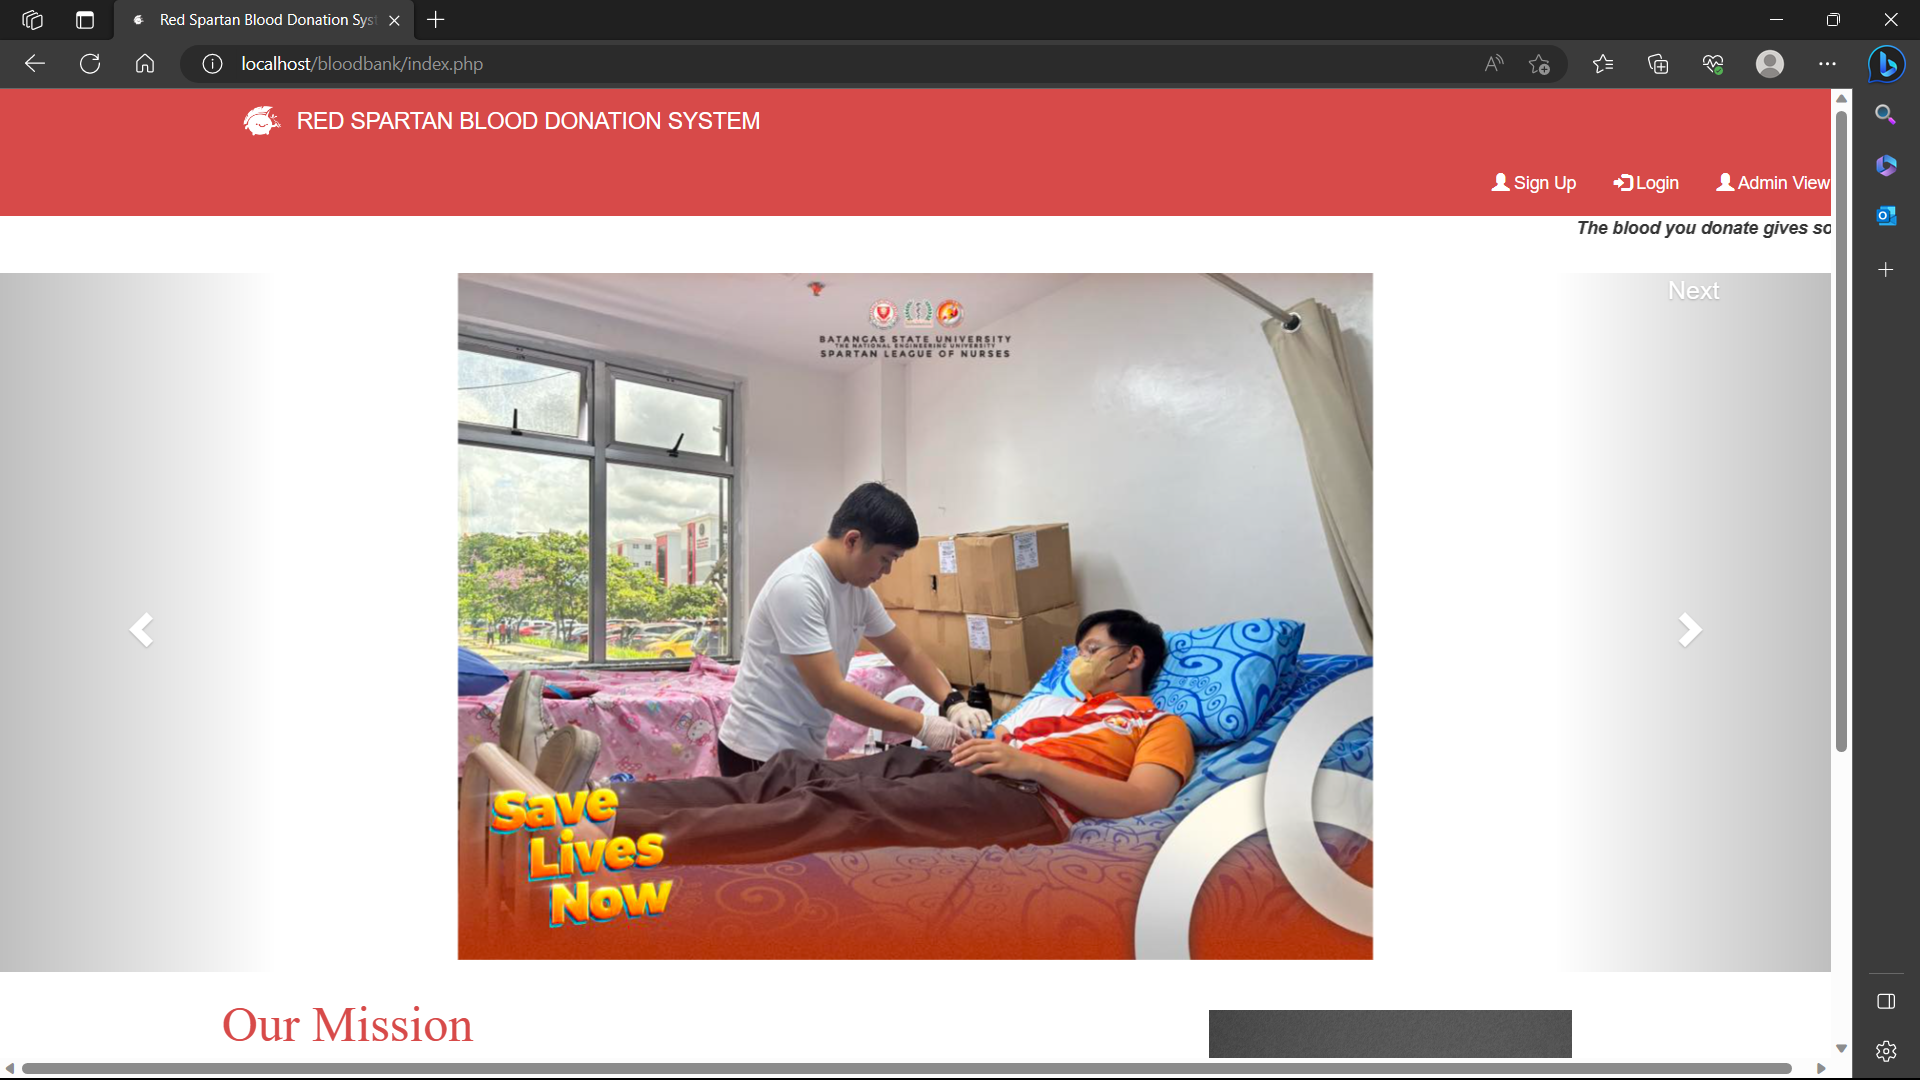 Red Spartan Blood Donation Sys
localhost/bloodbank/index.php
RED SPARTAN BLOOD DONATION SYSTEM
Sign Up Login Admin View
The blood you donate gives so
Next
BATANGAS STATE UNIVERSITY
THE NATIONAL ENGINEERING UNIVERSITY
SPARTAN LEAGUE OF NURSES
Save
Lives
Now
Our Mission